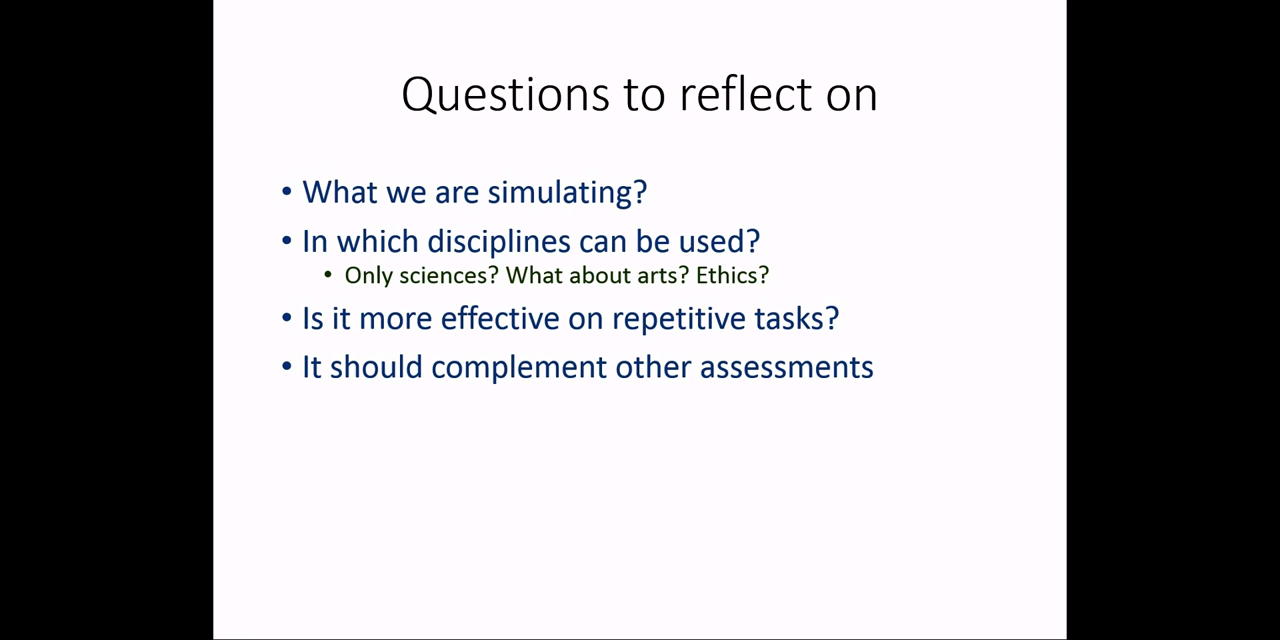 Questions to reflect on
• What we are simulating?
• In which disciplines can be used?
• Only sciences? What about arts? Ethics?
• Is it more effective on repetitive tasks?
• It should complement other assessments